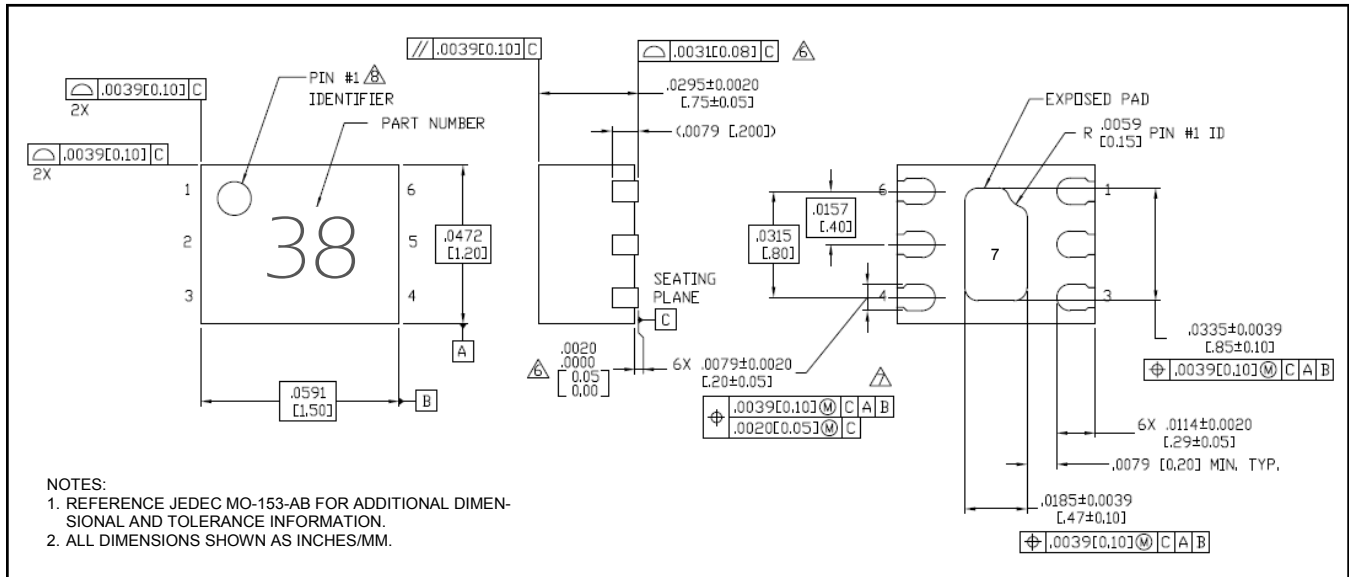 // .0039[0.10] C
⌓ .0031[0.08] C 6
⌓ .0039[0.10] C
2X
PIN #1 8
IDENTIFIER
PART NUMBER
⌓ .0039[0.10] C
2X
.0295±0.0020
[.75±0.05]
(.0079 [.200])
EXPOSED PAD
R .0059 PIN #1 ID
[0.15]
1
2
3
6
5
4
38
.0472
[1.20]
A
.0591
[1.50]
B
SEATING
PLANE
C
6
.0020
.0000
0.05
0.00
6X .0079±0.0020
[.20±0.05] 7
⌖ .0039[0.10]Ⓜ C A B
.0020[0.05]Ⓜ C
.0315
[.80]
.0157
[.40]
6
4
7
1
3
.0335±0.0039
[.85±0.10]
⌖ .0039[0.10]Ⓜ C A B
6X .0114±0.0020
[.29±0.05]
.0079 [0.20] MIN. TYP.
.0185±0.0039
[.47±0.10]
⌖ .0039[0.10]Ⓜ C A B
NOTES:
1. REFERENCE JEDEC MO-153-AB FOR ADDITIONAL DIMEN-
SIONAL AND TOLERANCE INFORMATION.
2. ALL DIMENSIONS SHOWN AS INCHES/MM.